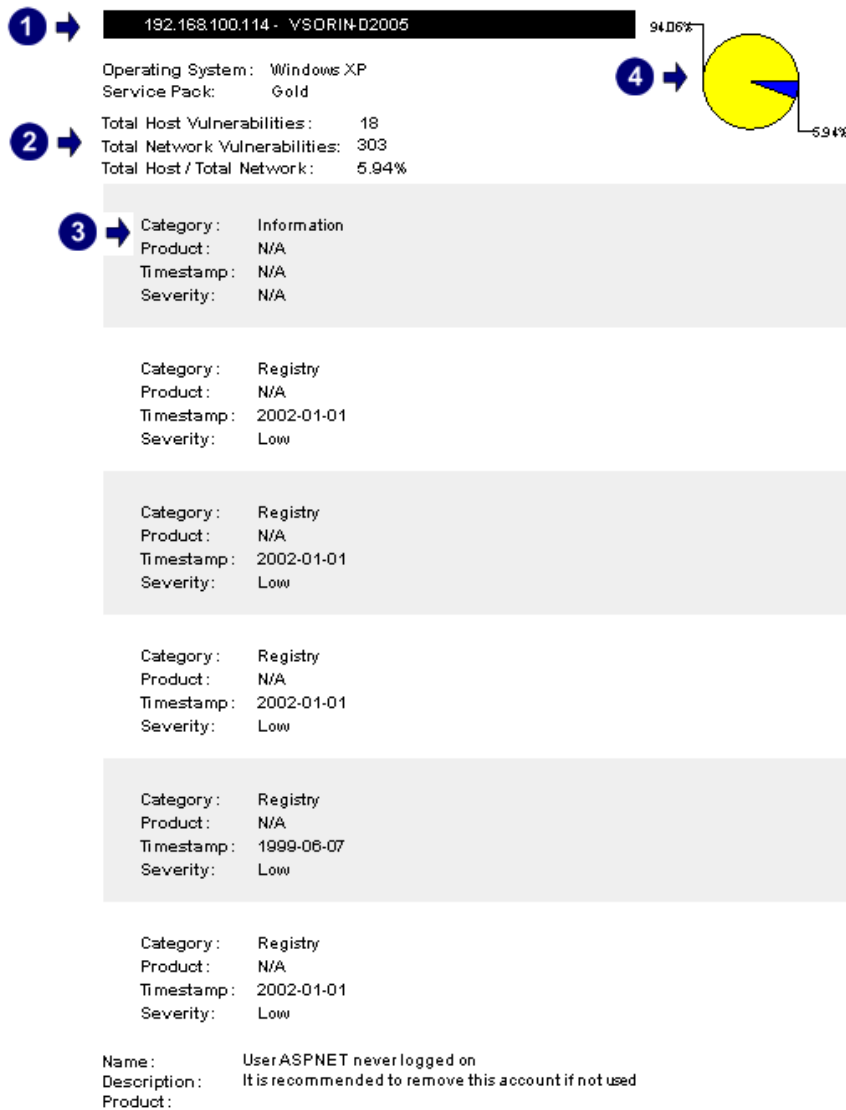 1 192.168.100.114 - VSORIN-D2005
94.06%
Operating System: Windows XP
Service Pack: Gold
4
5.94%
2
Total Host Vulnerabilities: 18
Total Network Vulnerabilities: 303
Total Host / Total Network: 5.94%
3
Category: Information
Product: N/A
Timestamp: N/A
Severity: N/A
Category: Registry
Product: N/A
Timestamp: 2002-01-01
Severity: Low
Category: Registry
Product: N/A
Timestamp: 2002-01-01
Severity: Low
Category: Registry
Product: N/A
Timestamp: 2002-01-01
Severity: Low
Category: Registry
Product: N/A
Timestamp: 1999-06-07
Severity: Low
Category: Registry
Product: N/A
Timestamp: 2002-01-01
Severity: Low
Name: User ASPNET never logged on
Description: It is recommended to remove this account if not used
Product: